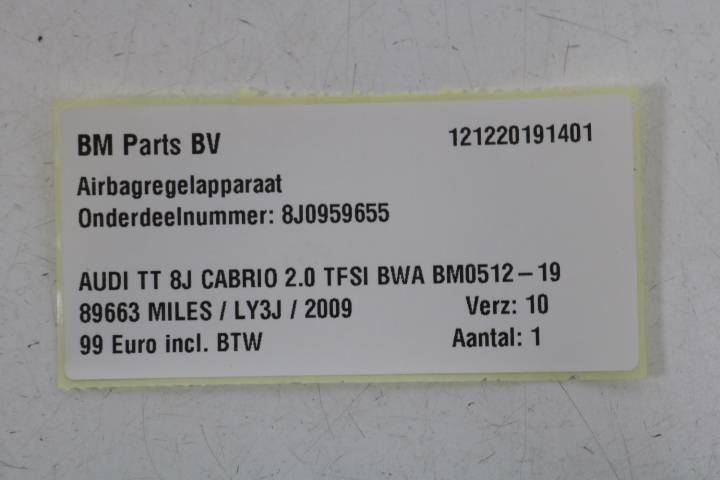 BM Parts BV 121220191401
Airbagregelapparaat
Onderdeelnummer: 8J0959655
AUDI TT 8J CABRIO 2.0 TFSI BWA BM0512-19
89663 MILES / LY3J / 2009 Verz: 10
99 Euro incl. BTW Aantal: 1